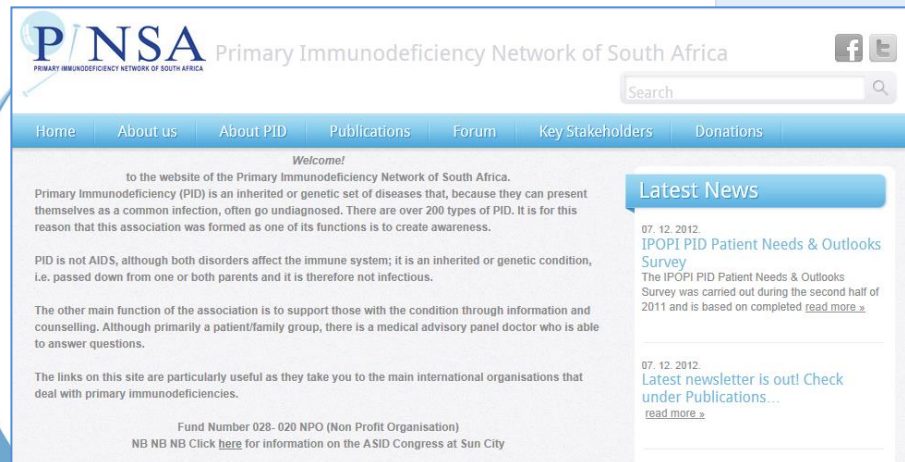 PiNSA
PRIMARY IMMUNODEFICIENCY NETWORK OF SOUTH AFRICA
Primary Immunodeficiency Network of South Africa
Search
Home About us About PID Publications Forum Key Stakeholders Donations
Welcome!
to the website of the Primary Immunodeficiency Network of South Africa.
Primary Immunodeficiency (PID) is an inherited or genetic set of diseases that, because they can present
themselves as a common infection, often go undiagnosed. There are over 200 types of PID. It is for this
reason that this association was formed as one of its functions is to create awareness.
PID is not AIDS, although both disorders affect the immune system; it is an inherited or genetic condition,
i.e. passed down from one or both parents and it is therefore not infectious.
The other main function of the association is to support those with the condition through information and
counselling. Although primarily a patient/family group, there is a medical advisory panel doctor who is able
to answer questions.
The links on this site are particularly useful as they take you to the main international organisations that
deal with primary immunodeficiencies.
Fund Number 028- 020 NPO (Non Profit Organisation)
NB NB NB Click here for information on the ASID Congress at Sun City
Latest News
07. 12. 2012.
IPOPI PID Patient Needs & Outlooks
Survey
The IPOPI PID Patient Needs & Outlooks
Survey was carried out during the second half of
2011 and is based on completed read more »
07. 12. 2012.
Latest newsletter is out! Check
under Publications…
read more »